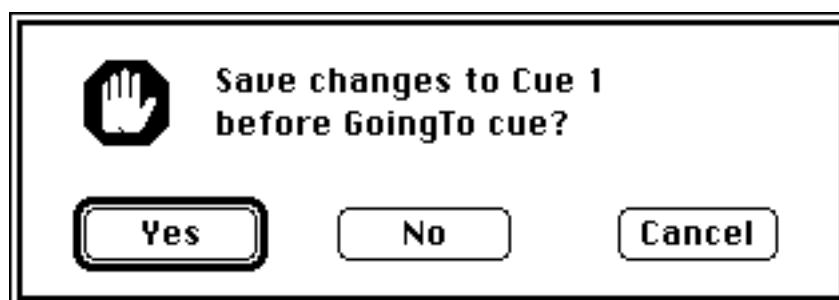 Save changes to Cue 1
before GoingTo cue?
Yes
No
Cancel